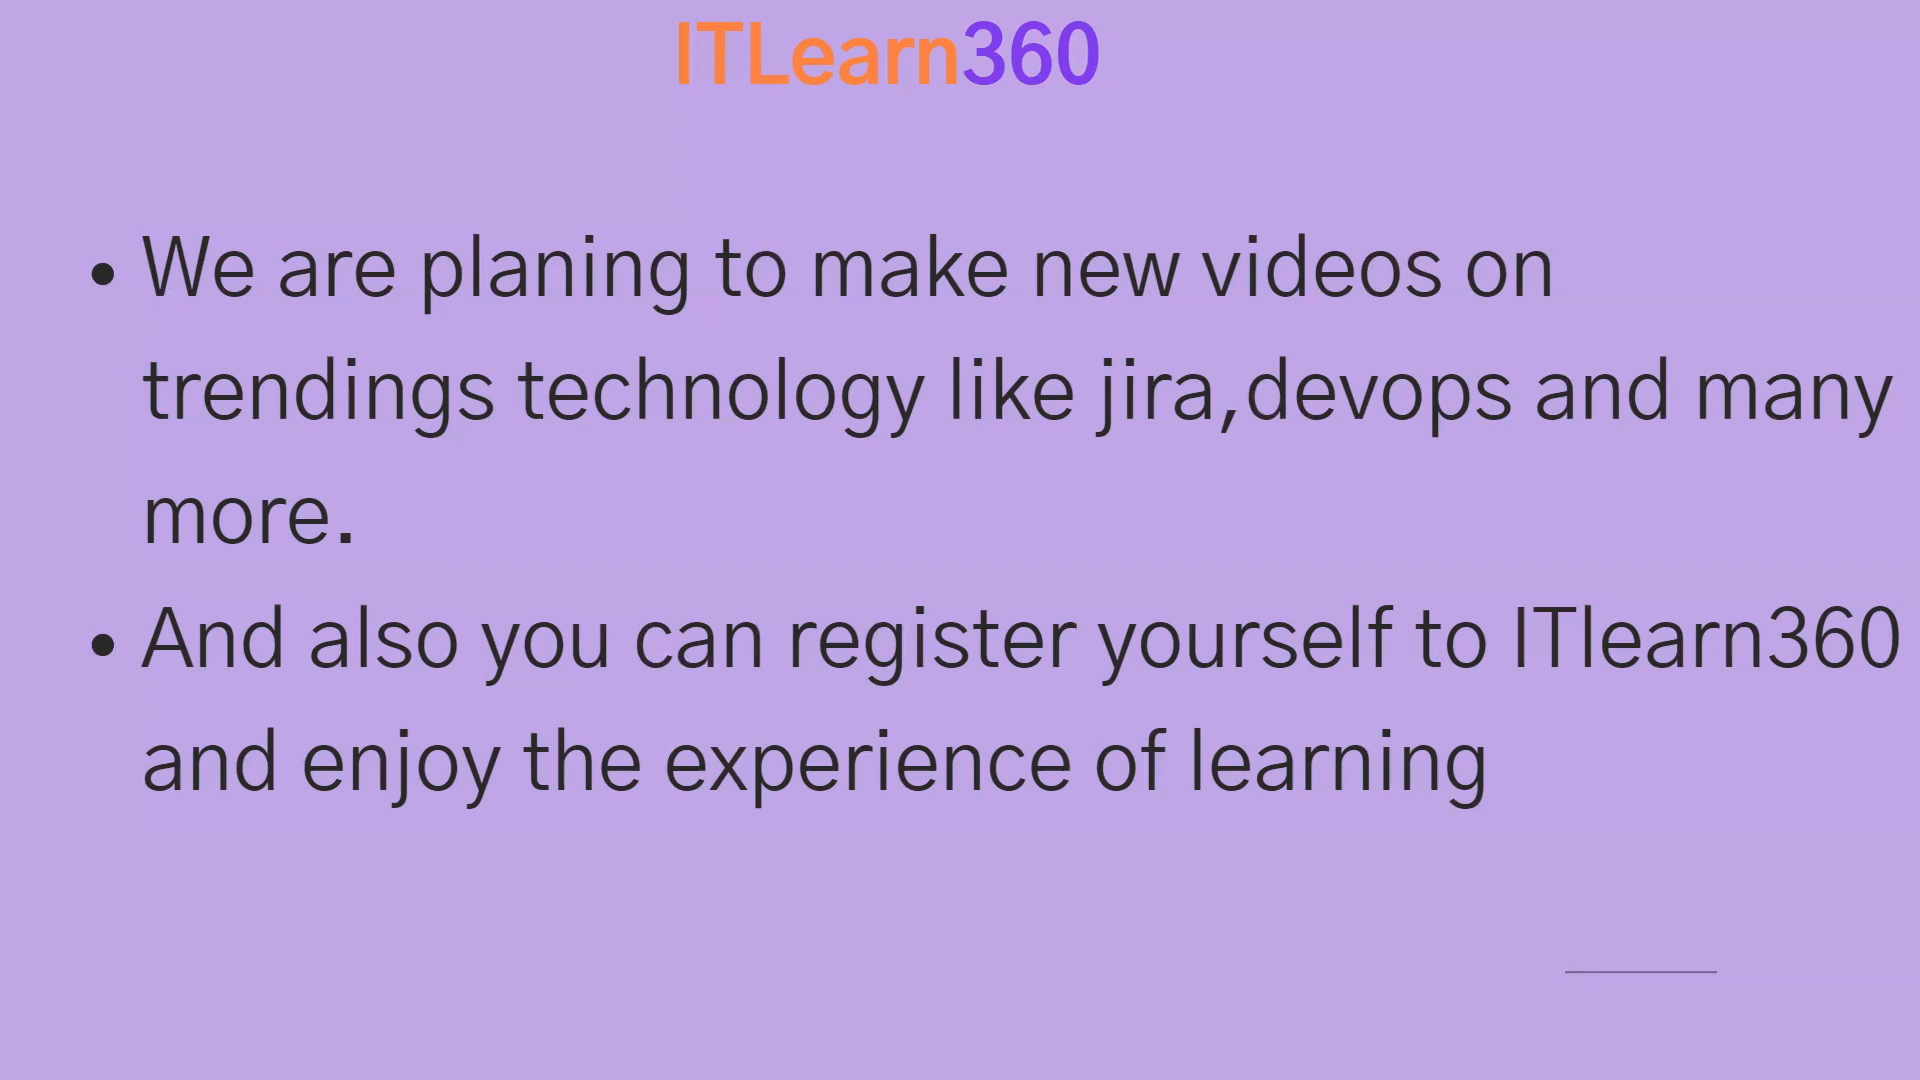 ITLearn360
• We are planing to make new videos on
trendings technology like jira,devops and many
more.
• And also you can register yourself to ITlearn360
and enjoy the experience of learning